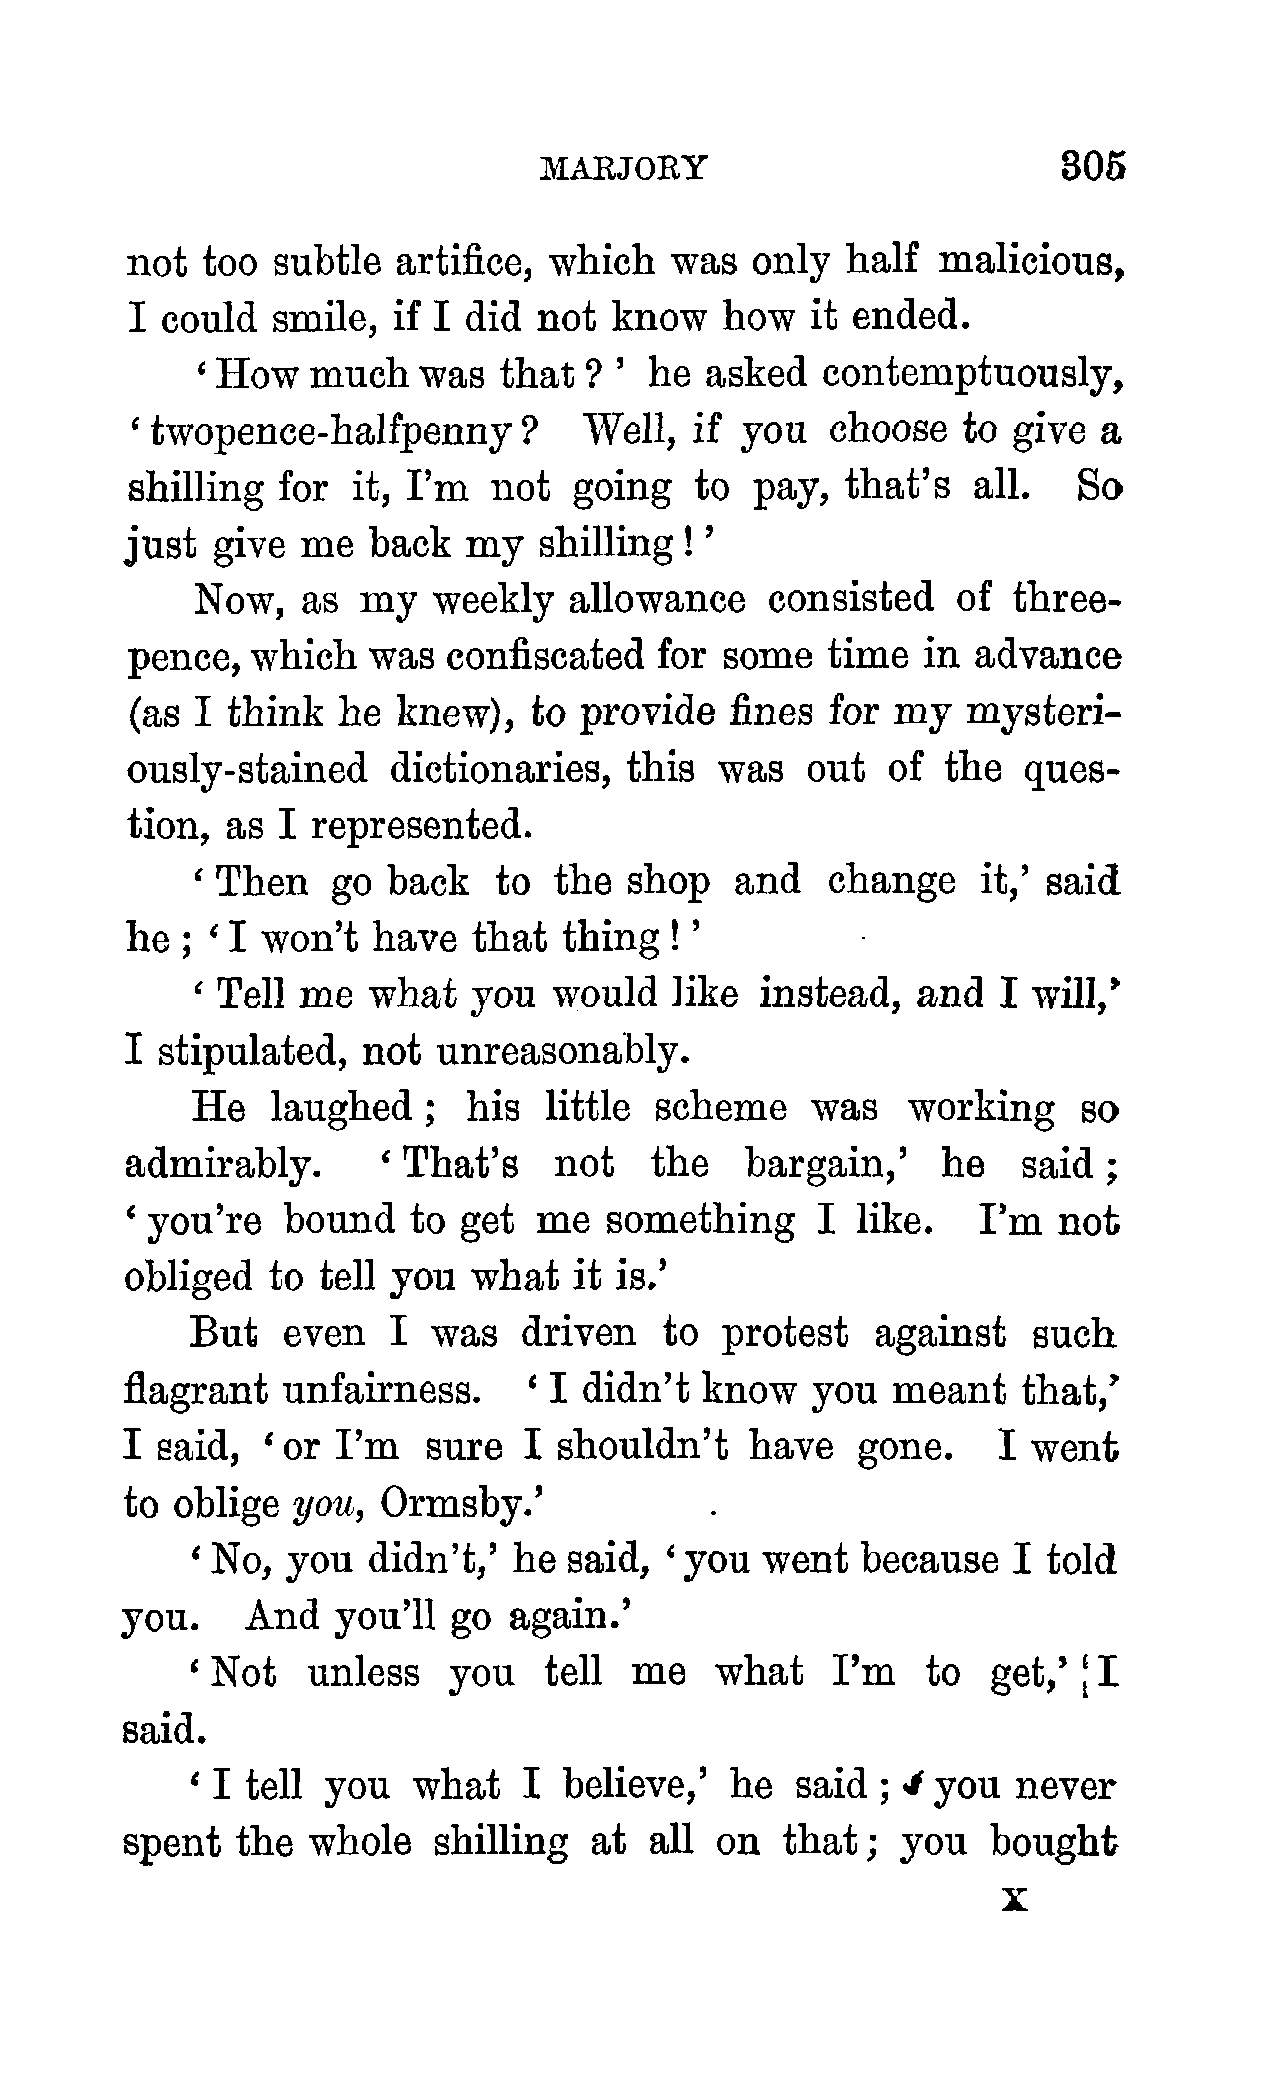 MARJORY 305
not too subtle artifice, which was only half malicious,
I could smile, if I did not know how it ended.
‘ How much was that ? ’ he asked contemptuously,
‘ twopence-halfpenny ? Well, if you choose to give a
shilling for it, I’m not going to pay, that’s all. So
just give me back my shilling ! ’
Now, as my weekly allowance consisted of three-
pence, which was confiscated for some time in advance
(as I think he knew), to provide fines for my mysteri-
ously-stained dictionaries, this was out of the ques-
tion, as I represented.
‘ Then go back to the shop and change it,’ said
he ; ‘ I won’t have that thing ! ’
‘ Tell me what you would like instead, and I will,’
I stipulated, not unreasonably.
He laughed ; his little scheme was working so
admirably. ‘ That’s not the bargain,’ he said ;
‘ you’re bound to get me something I like. I’m not
obliged to tell you what it is.’
But even I was driven to protest against such
flagrant unfairness. ‘ I didn’t know you meant that,’
I said, ‘ or I’m sure I shouldn’t have gone. I went
to oblige you, Ormsby.’
‘ No, you didn’t,’ he said, ‘ you went because I told
you. And you’ll go again.’
‘ Not unless you tell me what I’m to get,’ I
said.
‘ I tell you what I believe,’ he said ; ‘ you never
spent the whole shilling at all on that ; you bought
X